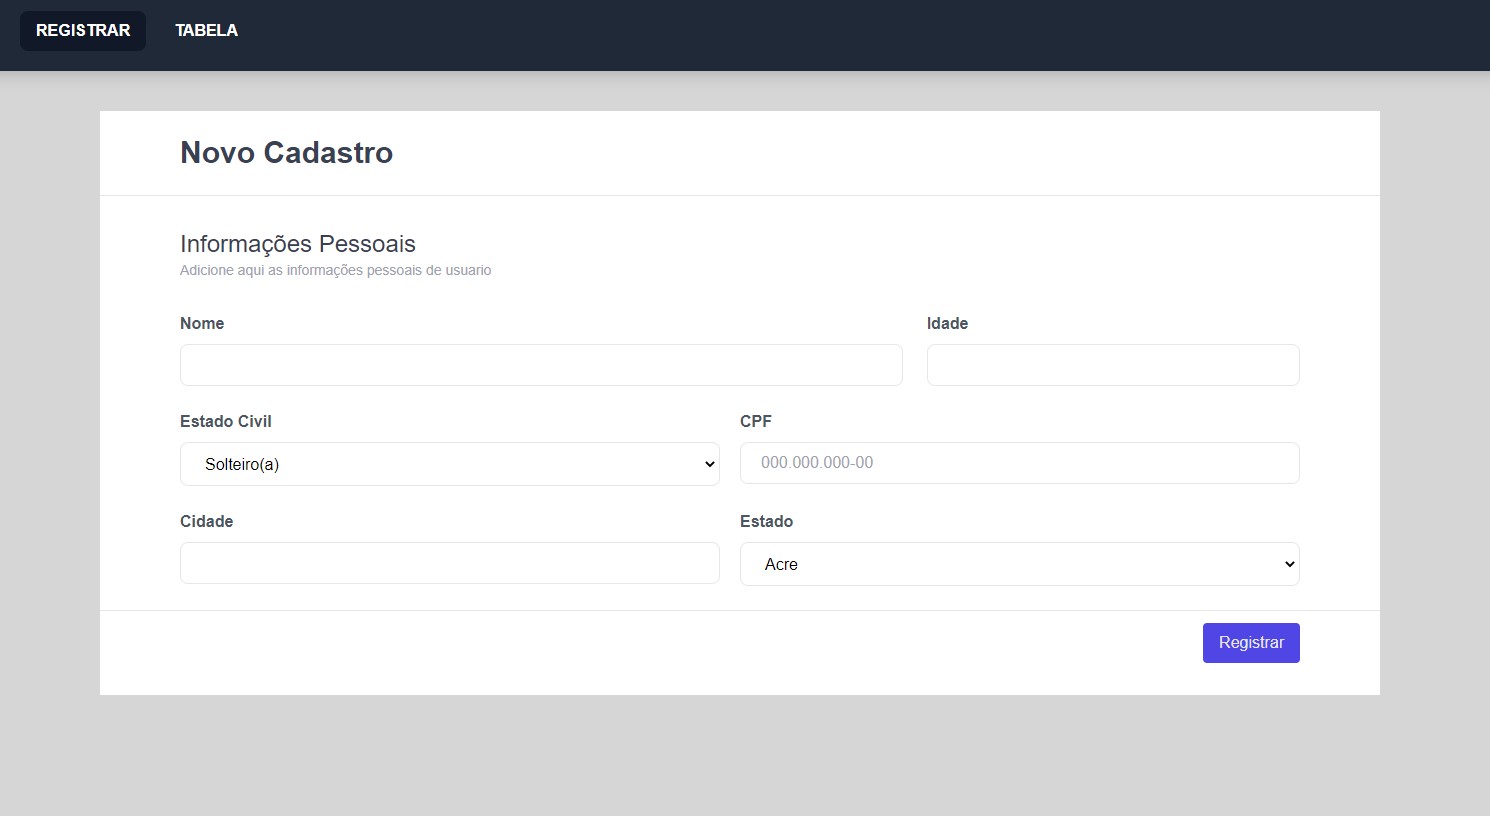 REGISTRAR TABELA
Novo Cadastro
Informações Pessoais
Adicione aqui as informações pessoais de usuario
Nome Idade
Estado Civil CPF
Solteiro(a) 000.000.000-00
Cidade Estado
Acre
Registrar